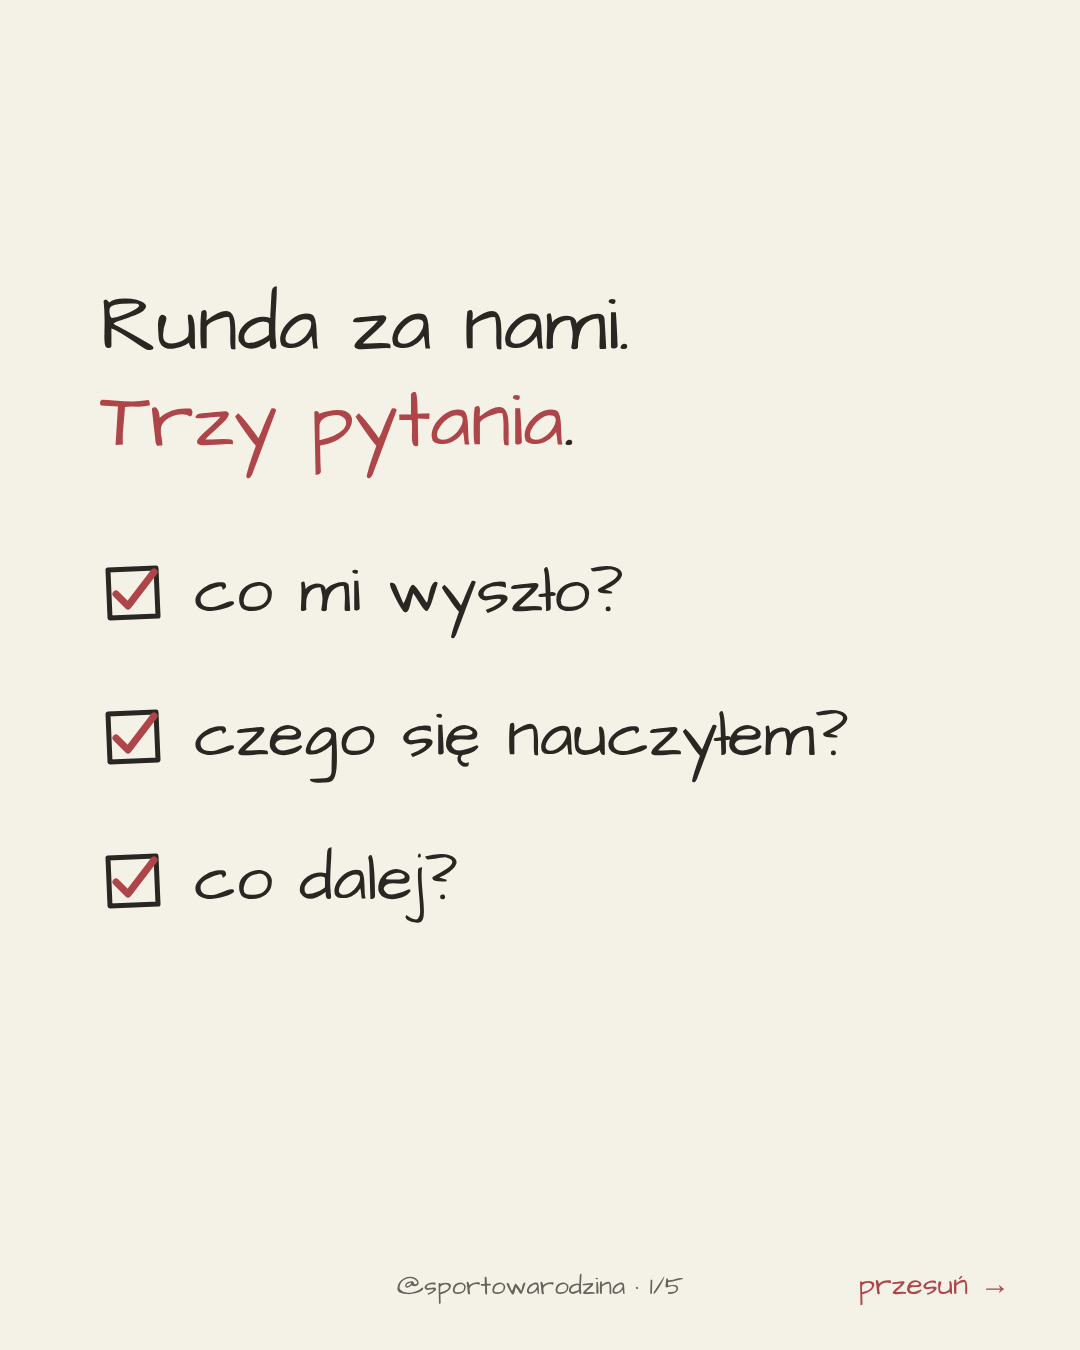 Runda za nami.
Trzy pytania.
co mi wyszło?
czego się nauczyłem?
co dalej?
@sportowarodzina · 1/5
przesuń →